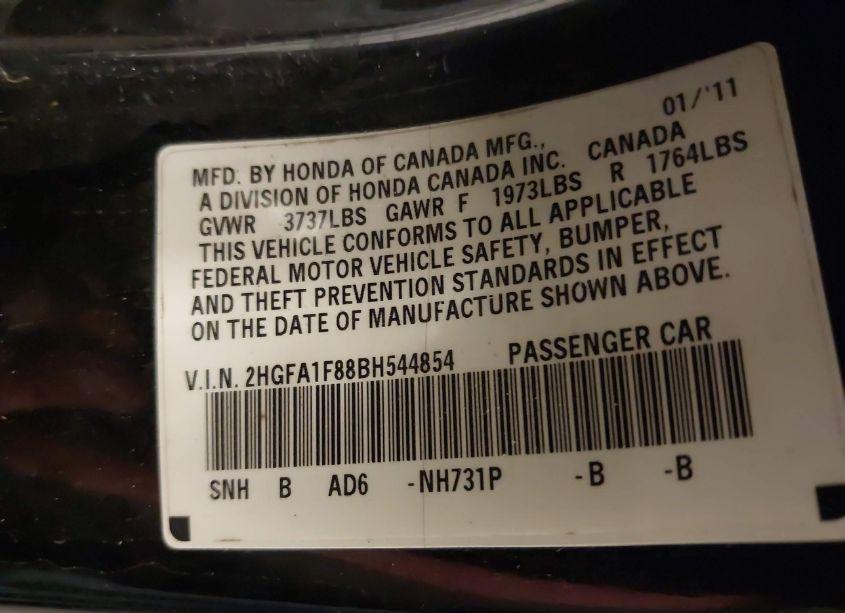 01/'11
MFD. BY HONDA OF CANADA MFG.,
A DIVISION OF HONDA CANADA INC. CANADA
GVWR 3737LBS GAWR F 1973LBS R 1764LBS
THIS VEHICLE CONFORMS TO ALL APPLICABLE
FEDERAL MOTOR VEHICLE SAFETY, BUMPER,
AND THEFT PREVENTION STANDARDS IN EFFECT
ON THE DATE OF MANUFACTURE SHOWN ABOVE.
V.I.N. 2HGFA1F88BH544854 PASSENGER CAR
SNH B AD6 -NH731P -B -B